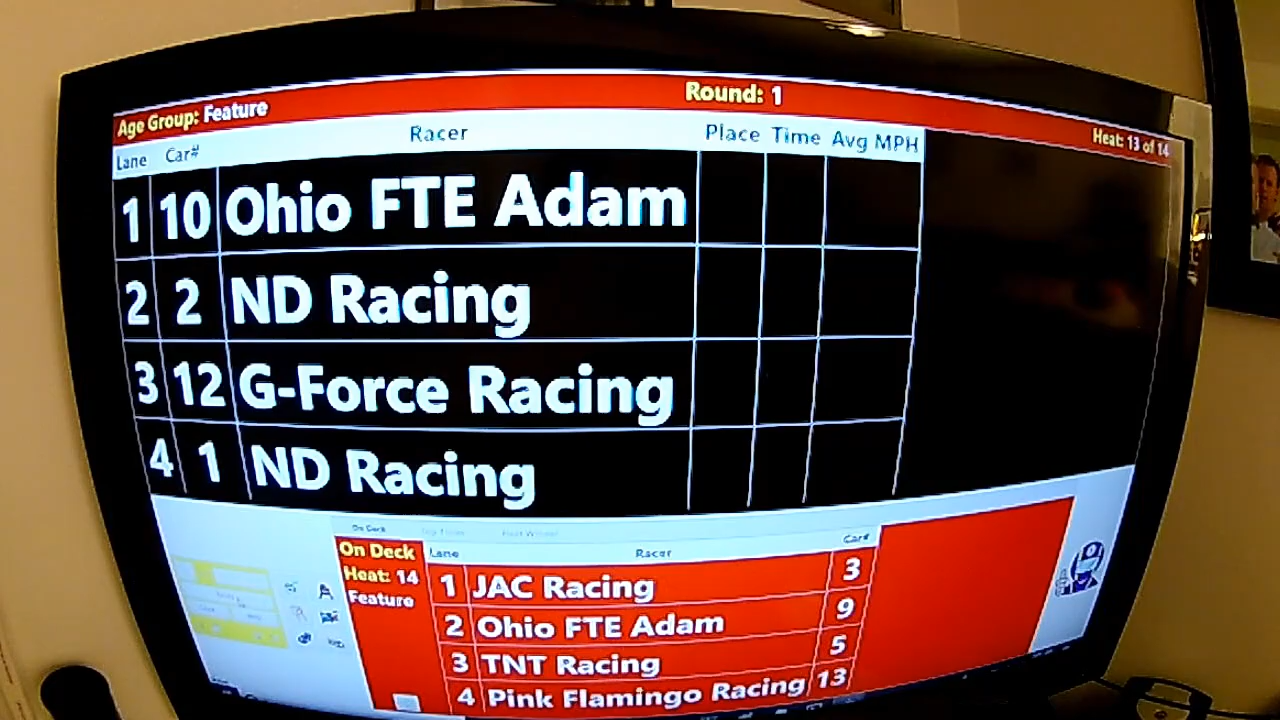 Age Group: Feature Round: 1 Heat: 13 of 14
Lane Car# Racer Place Time Avg MPH
1 10 Ohio FTE Adam
2 2 ND Racing
3 12 G-Force Racing
4 1 ND Racing
On Deck
On Deck Lane Racer Car#
Heat: 14
Feature
1 JAC Racing 3
2 Ohio FTE Adam 9
3 TNT Racing 5
4 Pink Flamingo Racing 13